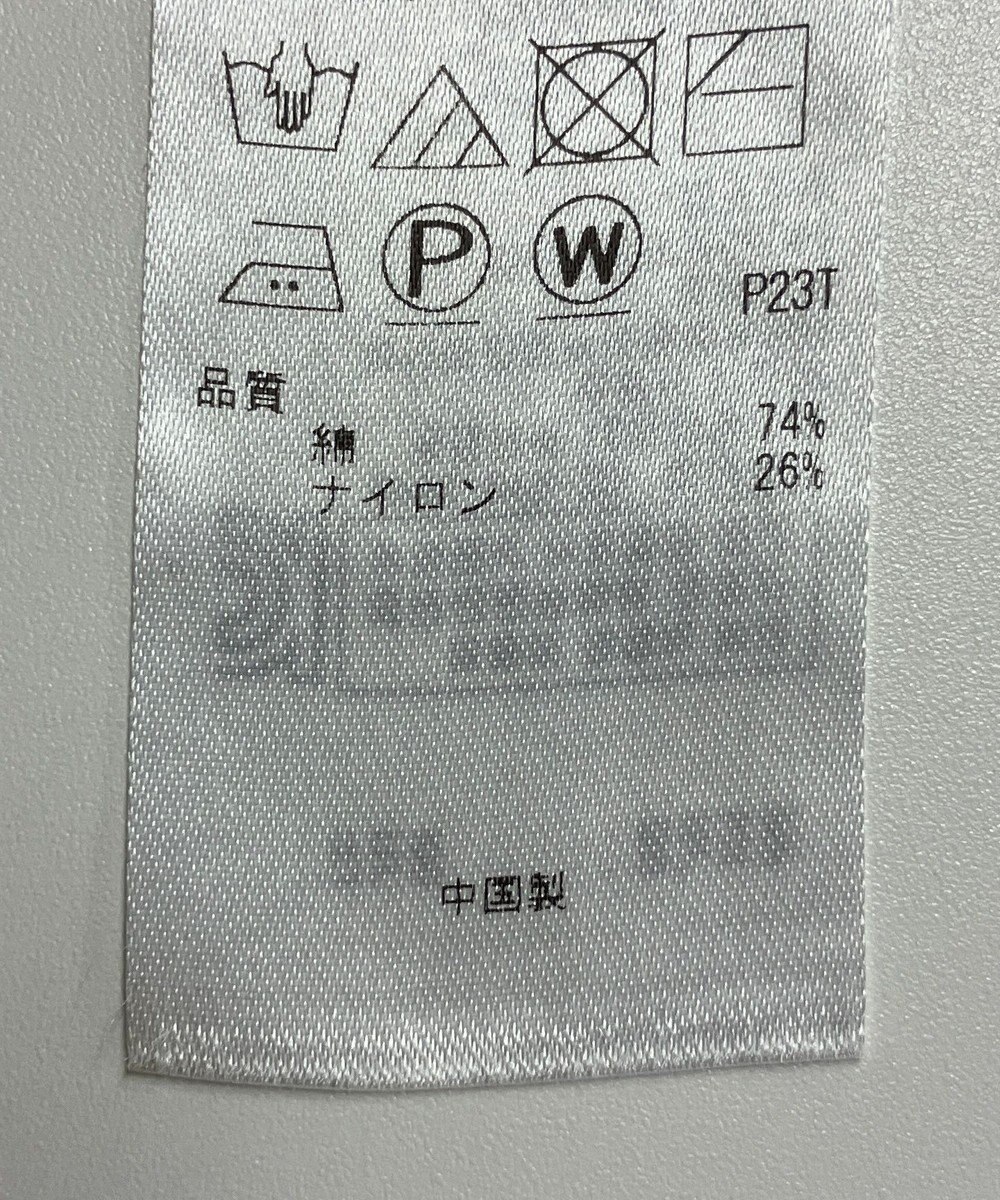 P W P23T
品質
綿 74%
ナイロン 26%
中国製